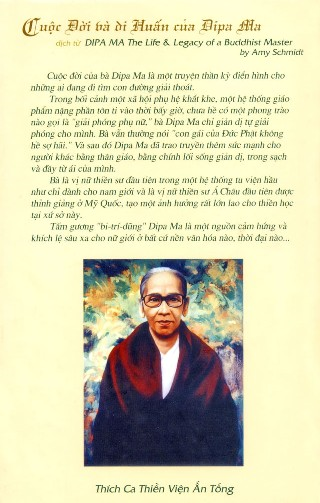 Cuộc Đời và di Huấn của Dipa Ma
dịch từ DIPA MA The Life & Legacy of a Buddhist Master
by Amy Schmidt
Cuộc đời của bà Dipa Ma là một truyện thần kỳ điển hình cho
những ai đang đi tìm con đường giải thoát.
Trong bối cảnh một xã hội phụ hệ khắt khe, một hệ thống giáo
phẩm nặng phần tôn ti vào thời bấy giờ, chưa hề có một phong trào
nào gọi là "giải phóng phụ nữ," bà Dipa Ma chỉ giản dị tự giải
phóng cho mình. Bà vẫn thường nói "con gái của Đức Phật không
hề sợ hãi." Và sau đó Dipa Ma đã trao truyền thêm sức mạnh cho
người khác bằng thân giáo, bằng chính lối sống giản dị, trong sạch
và đầy từ ái của mình.
Bà là vị nữ thiền sư đầu tiên trong một hệ thống tu viện hầu
như chỉ dành cho nam giới và là vị nữ thiền sư Á Châu đầu tiên được
thỉnh giảng ở Mỹ Quốc, tạo một ảnh hưởng rất lớn lao cho thiền học
tại xứ sở này.
Tấm gương "bi-trí-dũng" Dipa Ma là một nguồn cảm hứng và
khích lệ sâu xa cho nữ giới ở bất cứ nền văn hóa nào, thời đại nào...
Thích Ca Thiền Viện Ấn Tống